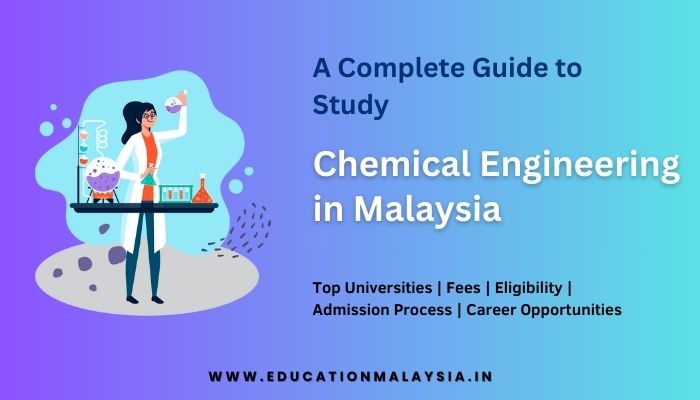 A Complete Guide to
Study
Chemical Engineering
in Malaysia
Top Universities | Fees | Eligibility |
Admission Process | Career Opportunities
WWW.EDUCATIONMALAYSIA.IN